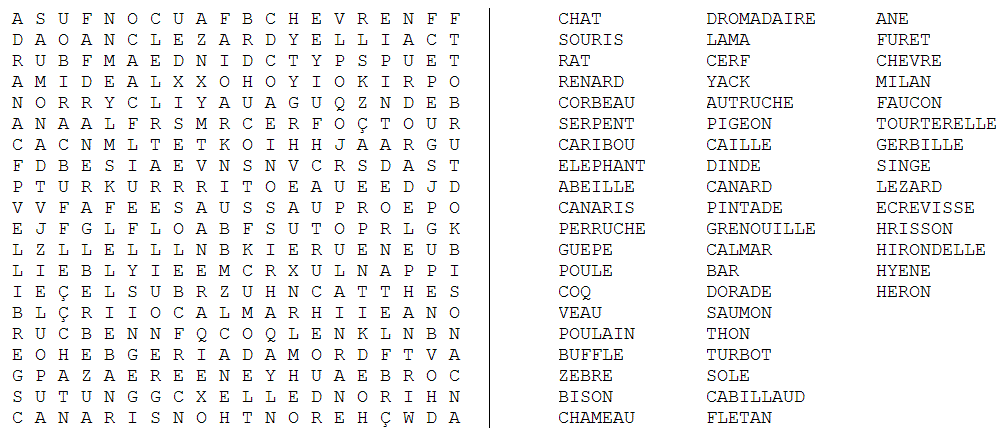 A S U F N O C U A F B C H E V R E N F F CHAT DROMADAIRE ANE
D A O A N C L E Z A R D Y E L L I A C T SOURIS LAMA FURET
R U B F M A E D N I D C T Y P S P U E T RAT CERF CHEVRE
A M I D E A L X X O H O Y I O K I R P O RENARD YACK MILAN
N O R R Y C L I Y A U A G U Q Z N D E B CORBEAU AUTRUCHE FAUCON
A N A A L F R S M R C E R F O Ç T O U R SERPENT PIGEON TOURTERELLE
C A C N M L T E T K O I H H J A A R G U CARIBOU CAILLE GERBILLE
F D B E S I A E V N S N V C R S D A S T ELEPHANT DINDE SINGE
P T U R K U R R R I T O E A U E E D J D ABEILLE CANARD LEZARD
V V F A F E E S A U S S A U P R O E P O CANARIS PINTADE ECREVISSE
E J F G L F L O A B F S U T O P R L G K PERRUCHE GRENOUILLE HRISSON
L Z L L E L L L N B K I E R U E N E U B GUEPE CALMAR HIRONDELLE
L I E B L Y I E E M C R X U L N A P P I POULE BAR HYENE
I E Ç E L S U B R Z U H N C A T T H E S COQ DORADE HERON
B L Ç R I I O C A L M A R H I I E A N O VEAU SAUMON
R U C B E N N F Q C O Q L E N K L N B N POULAIN THON
E O H E B G E R I A D A M O R D F T V A BUFFLE TURBOT
G P A Z A E R E E N E Y H U A E B R O C ZEBRE SOLE
S U T U N G G C X E L L E D N O R I H N BISON CABILLAUD
C A N A R I S N O H T N O R E H Ç W D A CHAMEAU FLETAN